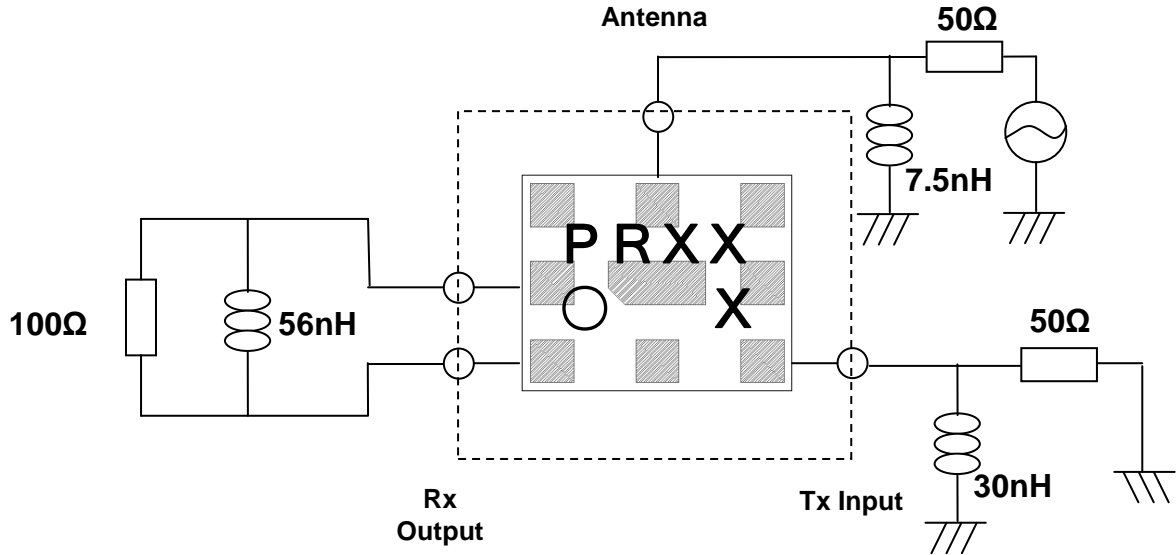 Antenna
50Ω
7.5nH
PRXX
X
100Ω
56nH
50Ω
30nH
Rx
Output
Tx Input